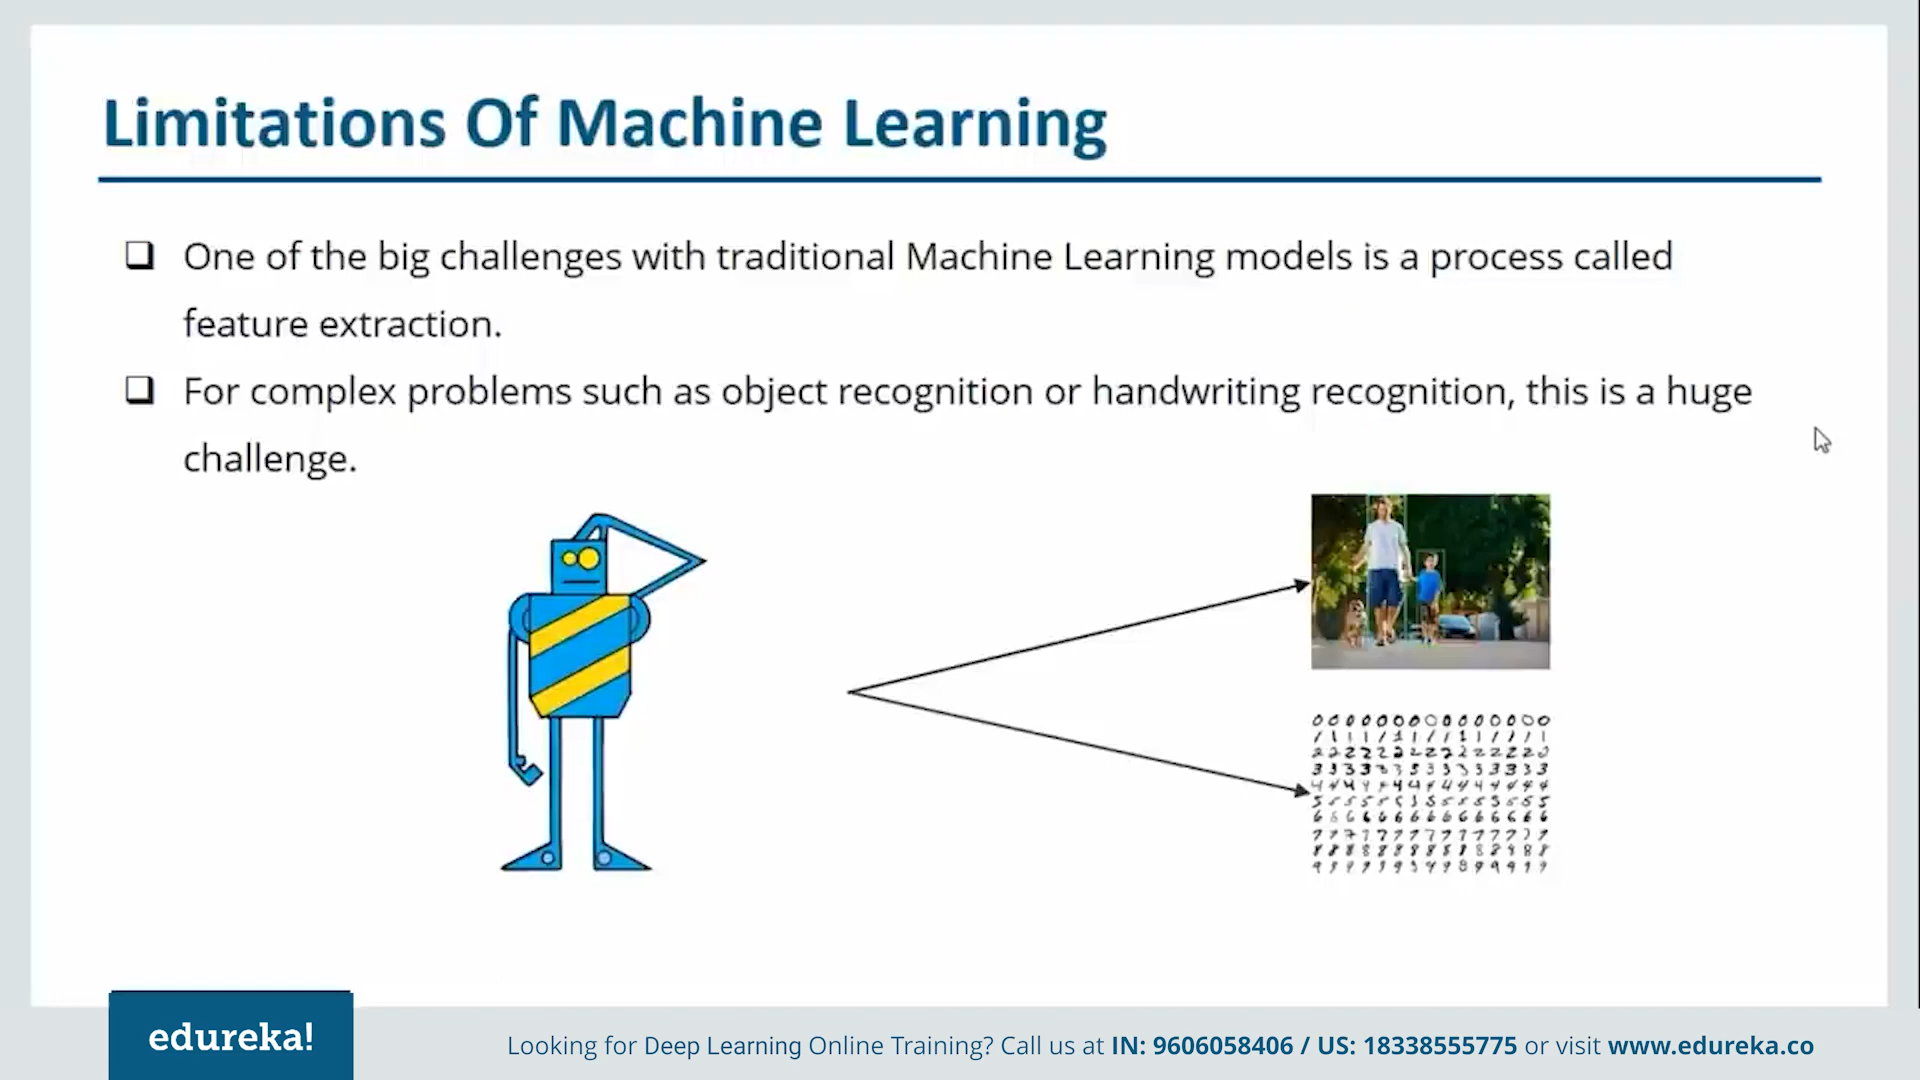 Limitations Of Machine Learning
One of the big challenges with traditional Machine Learning models is a process called
feature extraction.
For complex problems such as object recognition or handwriting recognition, this is a huge
challenge.
edureka!
Looking for Deep Learning Online Training? Call us at IN: 9606058406 / US: 18338555775 or visit www.edureka.co